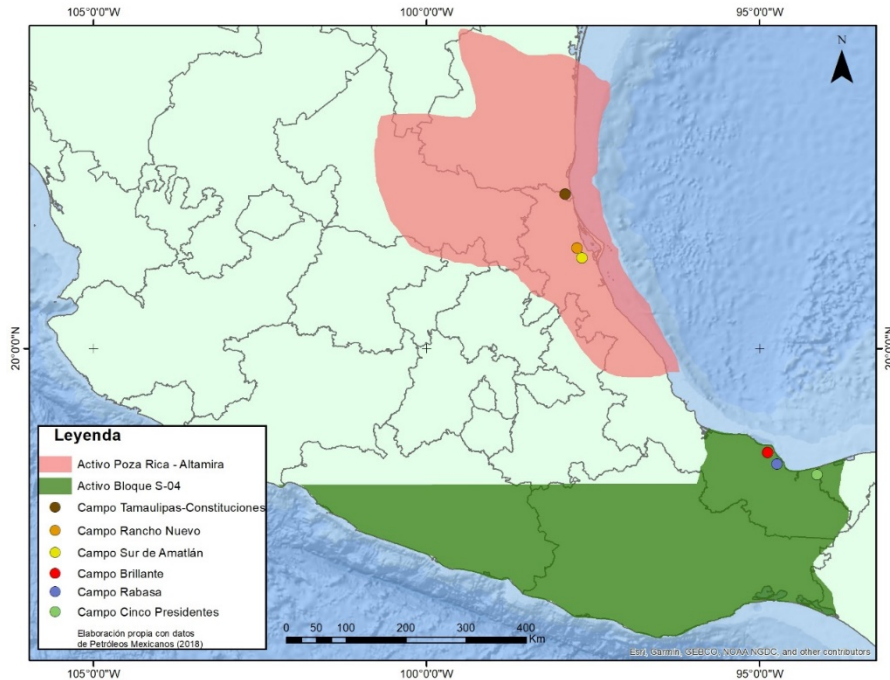 105°0'0"W
100°0'0"W
95°0'0"W
N
20°0'0"N
20°0'0"N
Leyenda
Activo Poza Rica - Altamira
Activo Bloque S-04
Campo Tamaulipas-Constituciones
Campo Rancho Nuevo
Campo Sur de Amatlán
Campo Brillante
Campo Rabasa
Campo Cinco Presidentes
Elaboración propia con datos
de Petróleos Mexicanos (2018)
0 50 100 200 300 400
Km
Esri, Garmin, GEBCO, NOAA NGDC, and other contributors
105°0'0"W
100°0'0"W
95°0'0"W